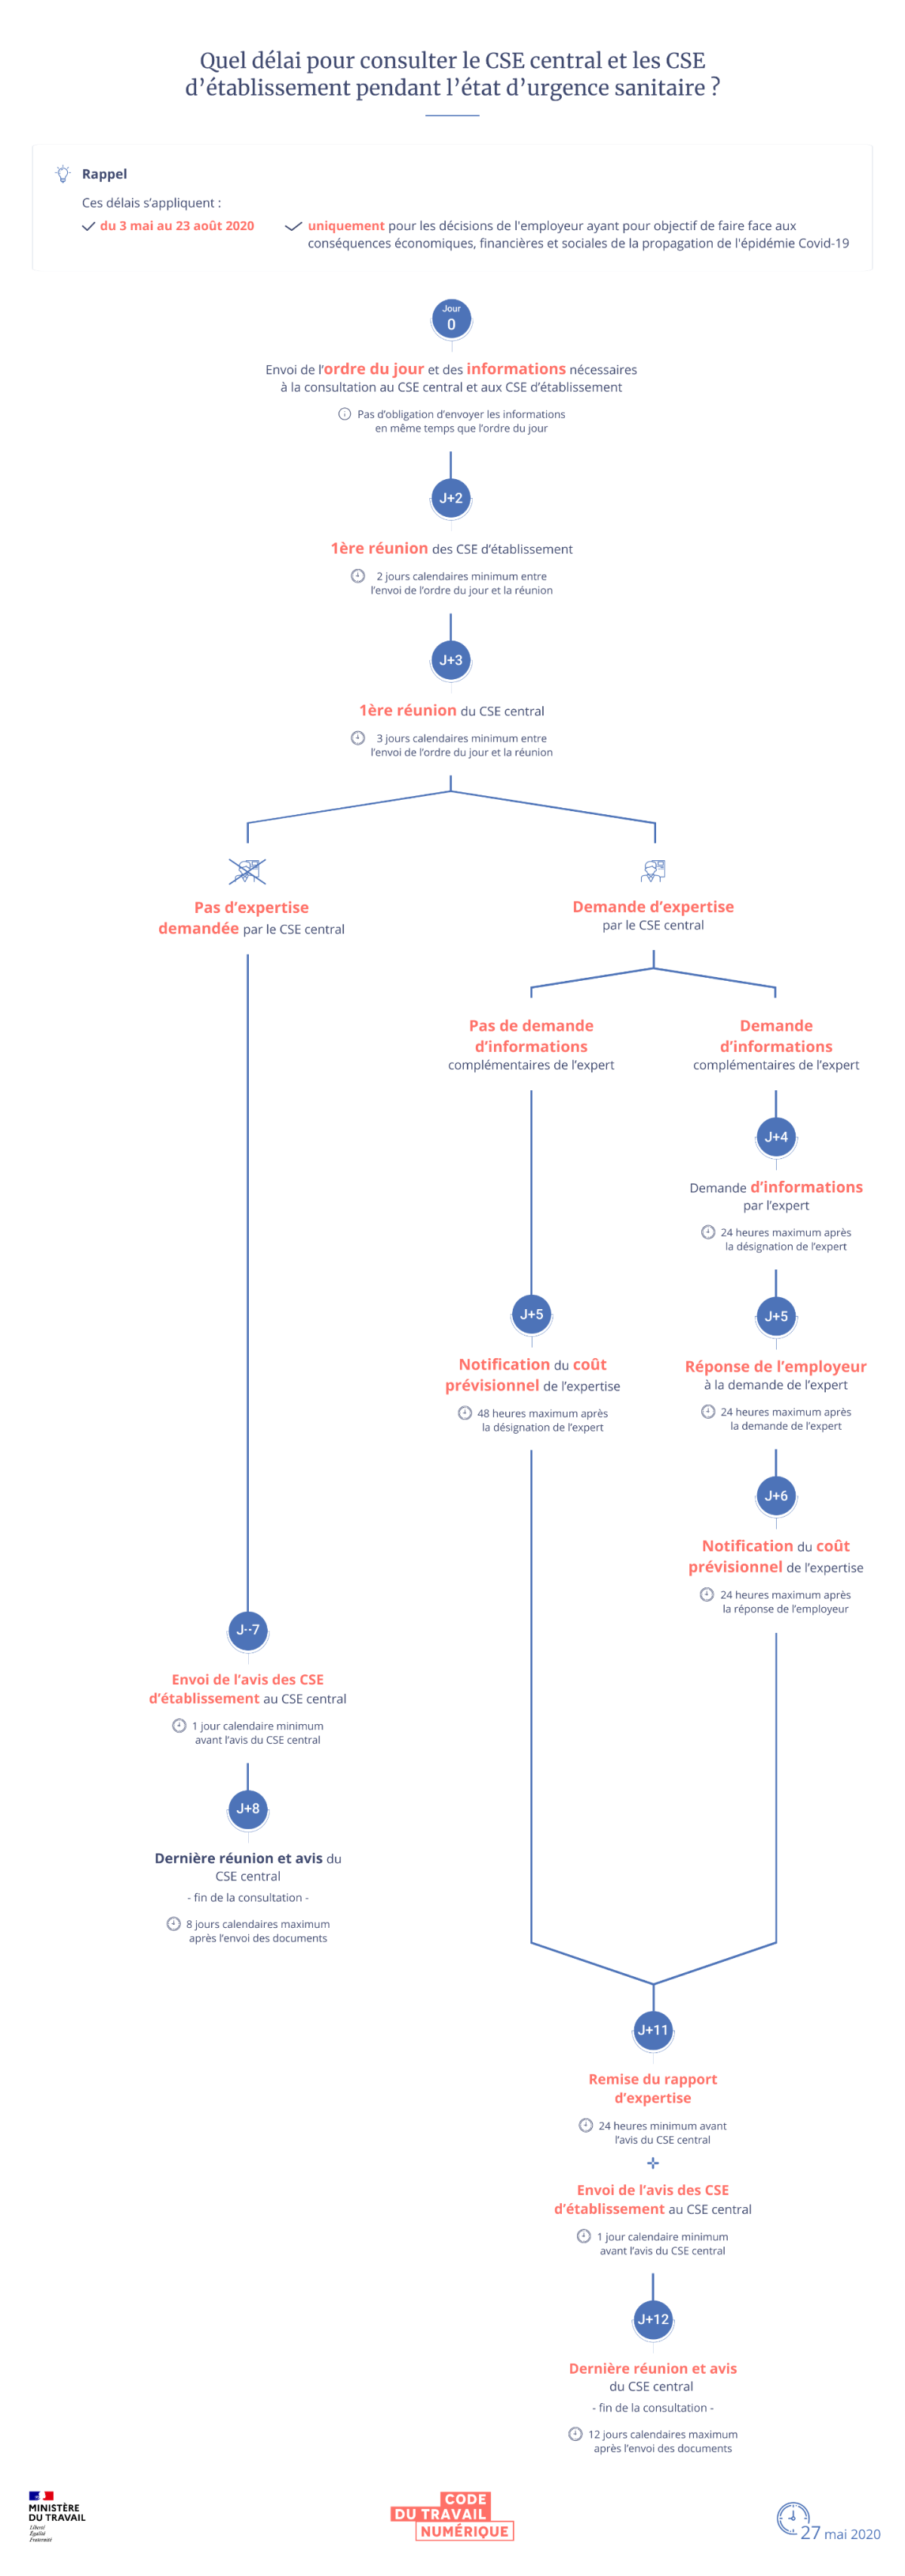 Quel délai pour consulter le CSE central et les CSE
d’établissement pendant l’état d’urgence sanitaire ?
Rappel
Ces délais s’appliquent :
du 3 mai au 23 août 2020
uniquement pour les décisions de l'employeur ayant pour objectif de faire face aux
conséquences économiques, financières et sociales de la propagation de l'épidémie Covid-19
Jour
0
Envoi de l’ordre du jour et des informations nécessaires
à la consultation au CSE central et aux CSE d’établissement
Pas d’obligation d’envoyer les informations
en même temps que l’ordre du jour
J+2
1ère réunion des CSE d’établissement
2 jours calendaires minimum entre
l’envoi de l’ordre du jour et la réunion
J+3
1ère réunion du CSE central
3 jours calendaires minimum entre
l’envoi de l’ordre du jour et la réunion
Pas d’expertise
demandée par le CSE central
Demande d’expertise
par le CSE central
Pas de demande
d’informations
complémentaires de l’expert
Demande
d’informations
complémentaires de l’expert
J+4
Demande d’informations
par l’expert
24 heures maximum après
la désignation de l’expert
J+5
Notification du coût
prévisionnel de l’expertise
48 heures maximum après
la désignation de l’expert
J+5
Réponse de l’employeur
à la demande de l’expert
24 heures maximum après
la demande de l’expert
J+6
Notification du coût
prévisionnel de l’expertise
24 heures maximum après
la réponse de l’employeur
J--7
Envoi de l’avis des CSE
d’établissement au CSE central
1 jour calendaire minimum
avant l’avis du CSE central
J+8
Dernière réunion et avis du
CSE central
- fin de la consultation -
8 jours calendaires maximum
après l’envoi des documents
J+11
Remise du rapport
d’expertise
24 heures minimum avant
l’avis du CSE central
Envoi de l’avis des CSE
d’établissement au CSE central
1 jour calendaire minimum
avant l’avis du CSE central
J+12
Dernière réunion et avis
du CSE central
- fin de la consultation -
12 jours calendaires maximum
après l’envoi des documents
MINISTÈRE
DU TRAVAIL
Liberté
Égalité
Fraternité
CODE
DU TRAVAIL
NUMÉRIQUE
27 mai 2020